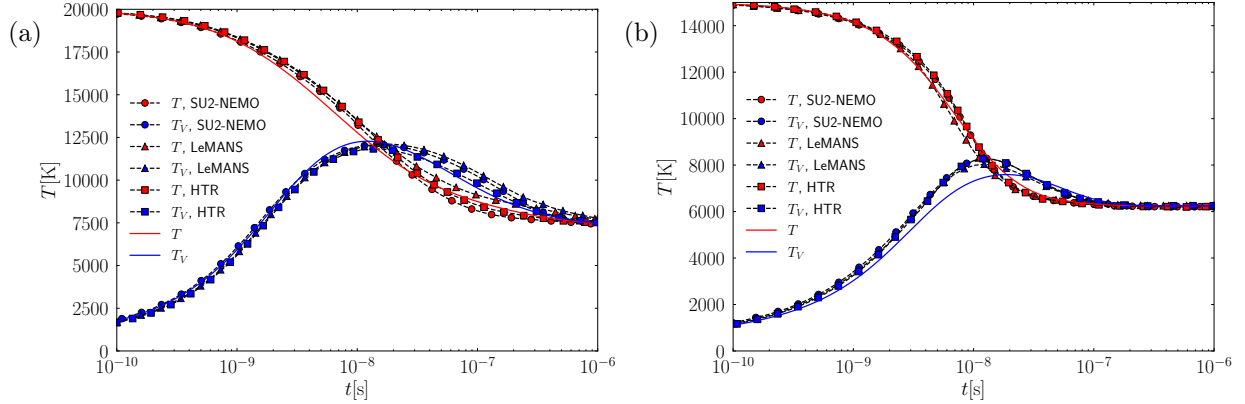 (a)
T[K]
20000
17500
15000
12500
10000
7500
5000
2500
0
T, SU2-NEMO
T_V, SU2-NEMO
T, LeMANS
T_V, LeMANS
T, HTR
T_V, HTR
T
T_V
10⁻¹⁰ 10⁻⁹ 10⁻⁸ 10⁻⁷ 10⁻⁶
t[s]
(b)
T[K]
14000
12000
10000
8000
6000
4000
2000
0
T, SU2-NEMO
T_V, SU2-NEMO
T, LeMANS
T_V, LeMANS
T, HTR
T_V, HTR
T
T_V
10⁻¹⁰ 10⁻⁹ 10⁻⁸ 10⁻⁷ 10⁻⁶
t[s]